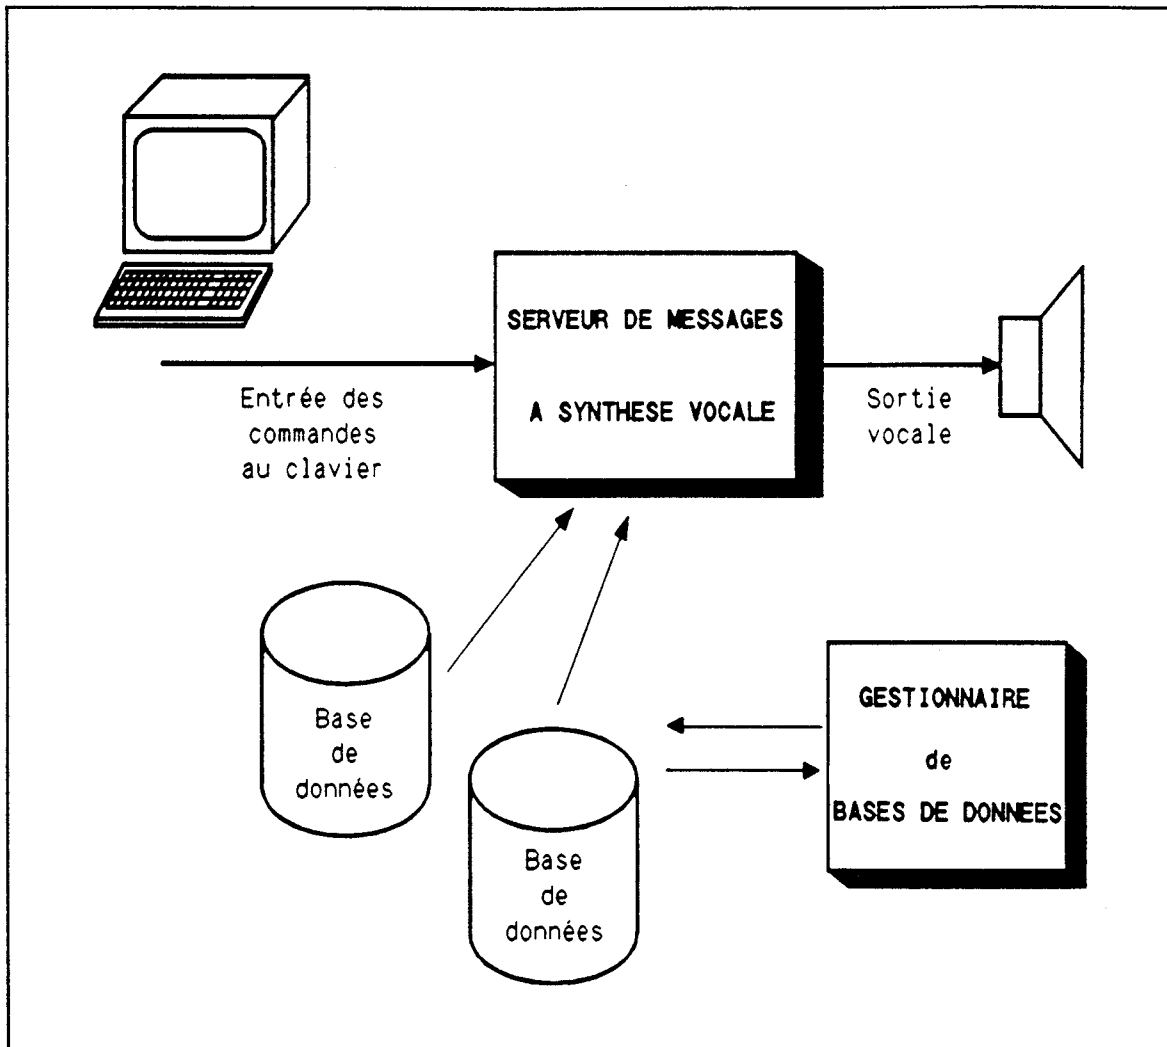 SERVEUR DE MESSAGES
A SYNTHESE VOCALE
Entrée des
commandes
au clavier
Sortie
vocale
Base
de
données
Base
de
données
GESTIONNAIRE
de
BASES DE DONNEES